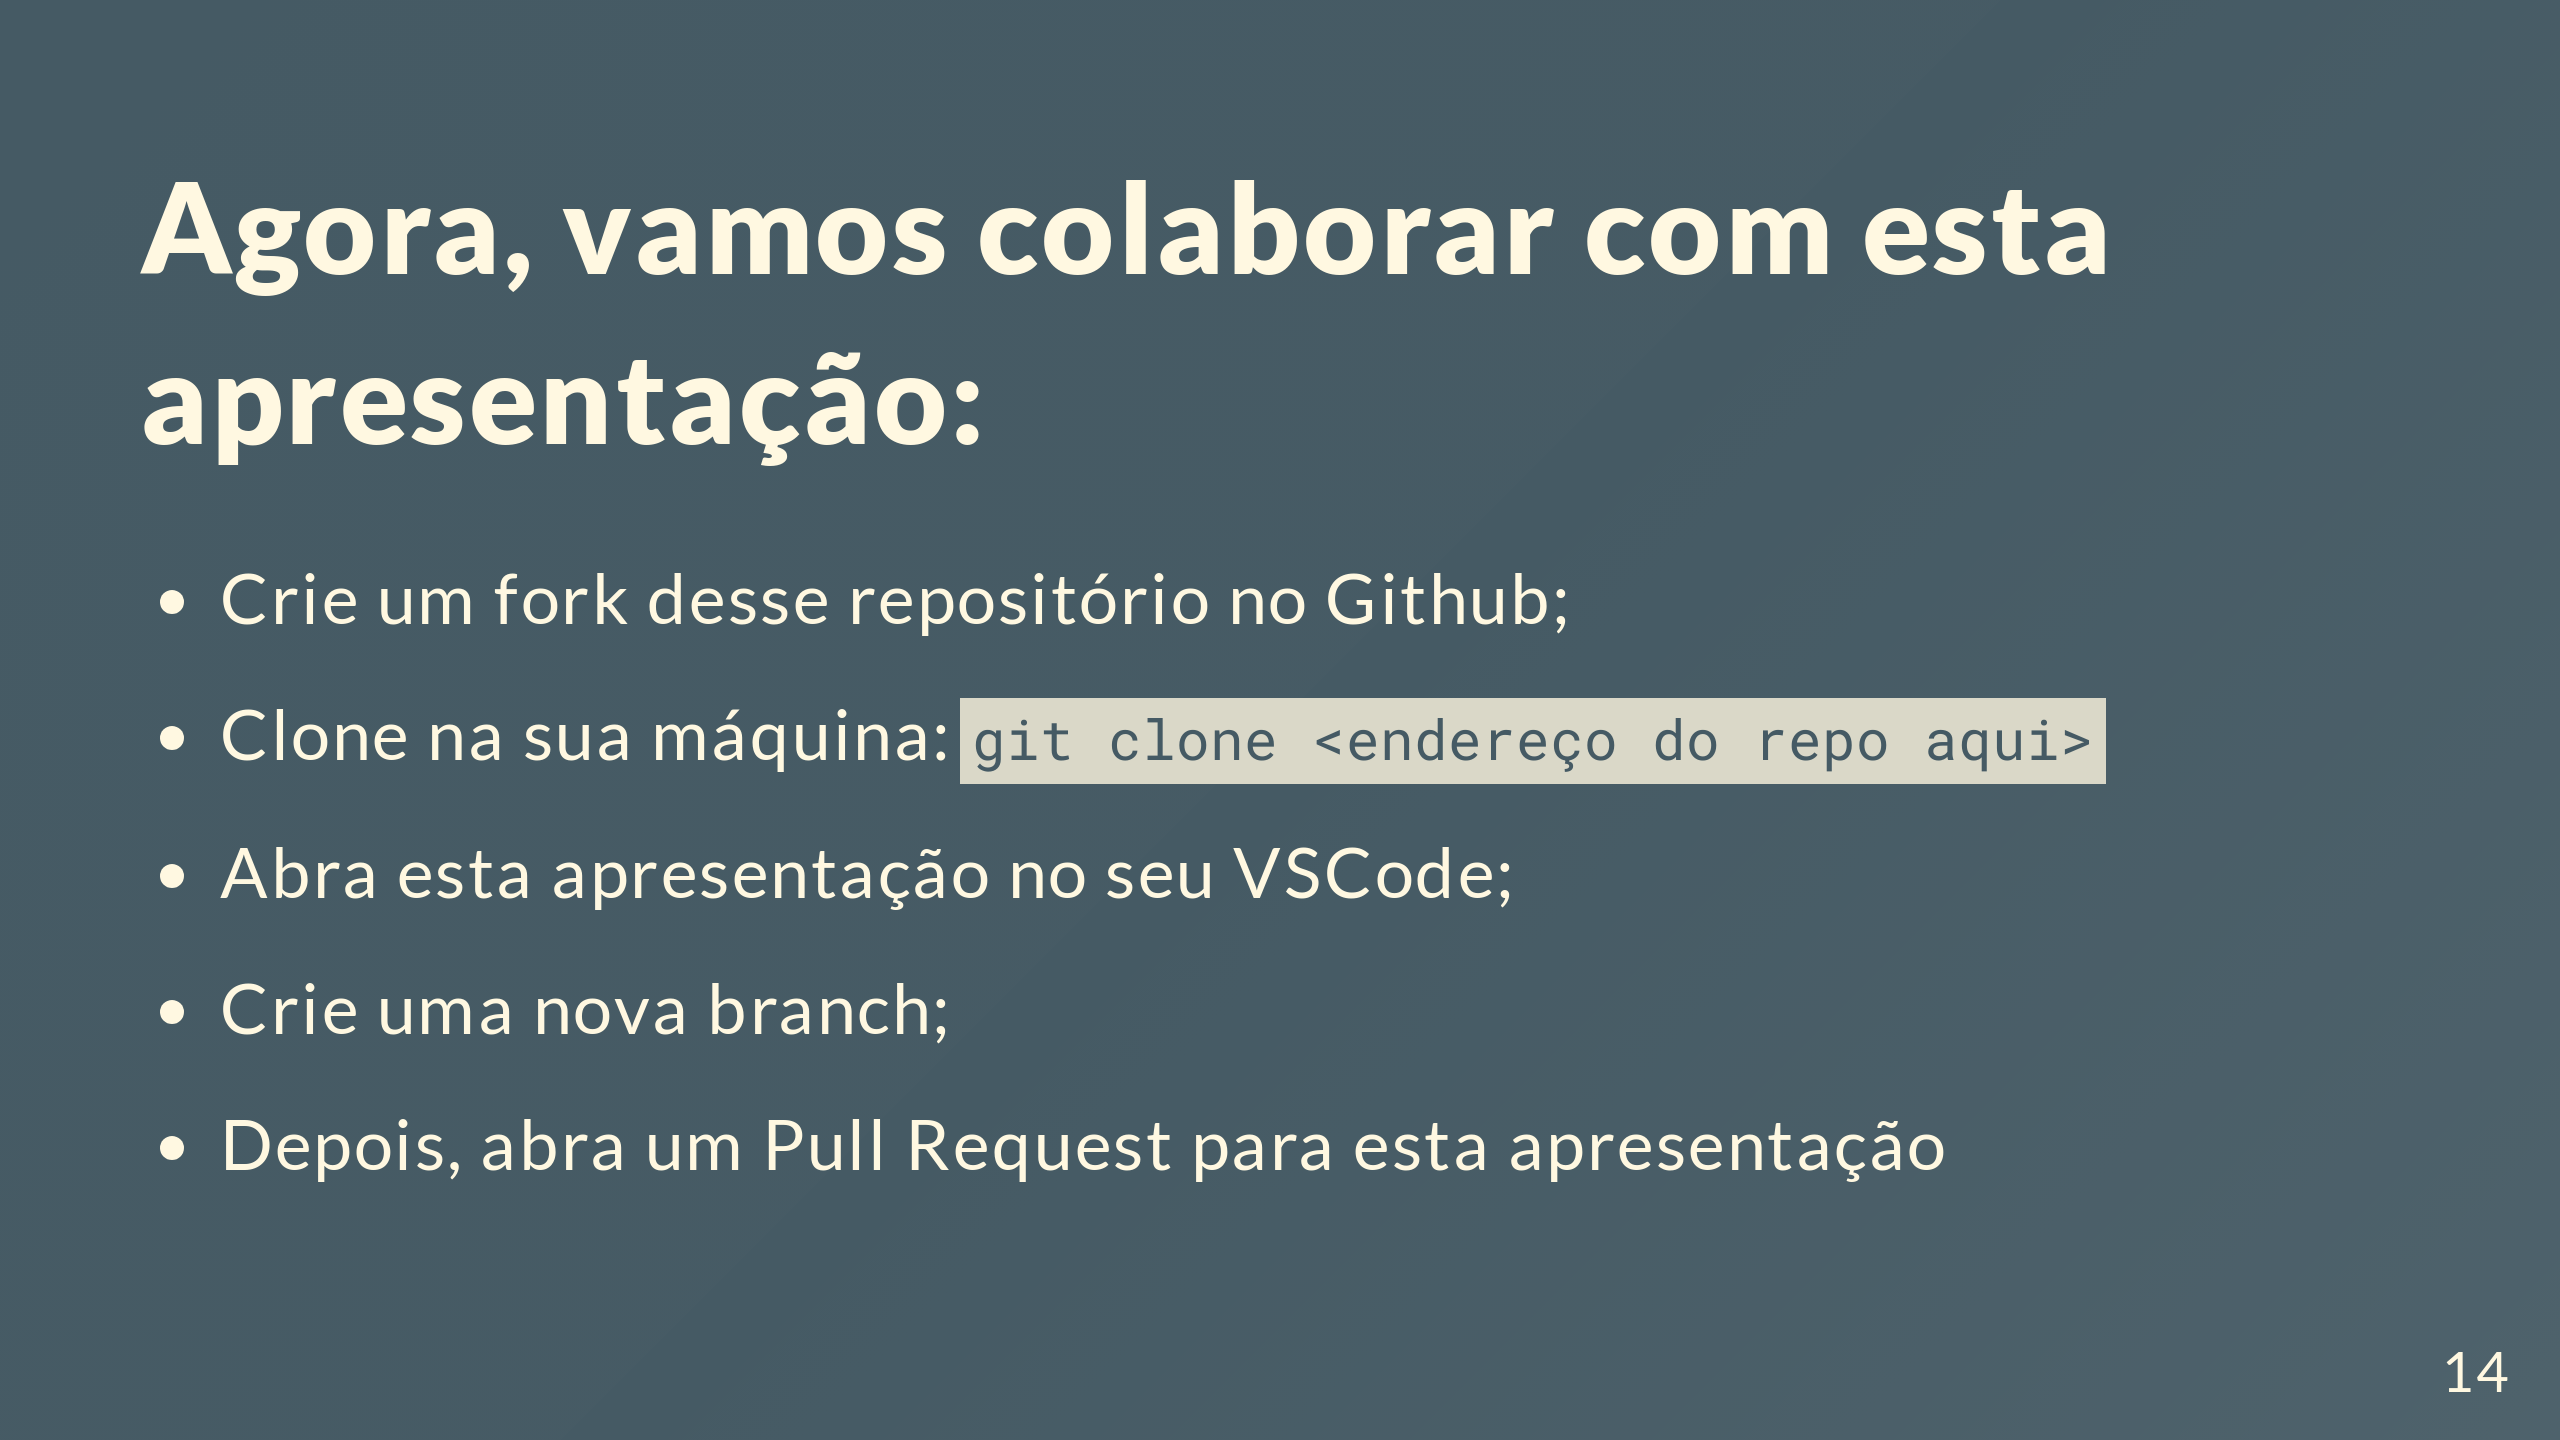 Agora, vamos colaborar com esta
apresentação:
• Crie um fork desse repositório no Github;
• Clone na sua máquina: git clone <endereço do repo aqui>
• Abra esta apresentação no seu VSCode;
• Crie uma nova branch;
• Depois, abra um Pull Request para esta apresentação
14